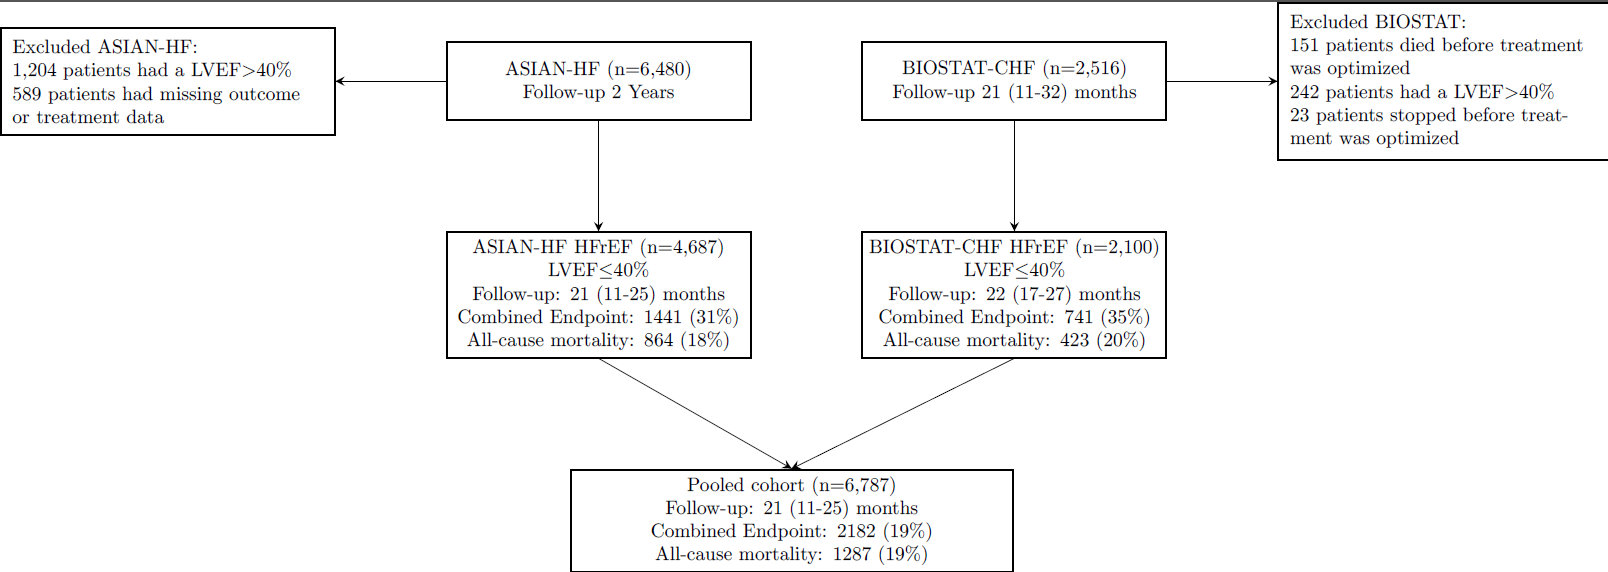 Excluded ASIAN-HF:
1,204 patients had a LVEF>40%
589 patients had missing outcome
or treatment data
ASIAN-HF (n=6,480)
Follow-up 2 Years
BIOSTAT-CHF (n=2,516)
Follow-up 21 (11-32) months
Excluded BIOSTAT:
151 patients died before treatment
was optimized
242 patients had a LVEF>40%
23 patients stopped before treat-
ment was optimized
ASIAN-HF HFrEF (n=4,687)
LVEF≤40%
Follow-up: 21 (11-25) months
Combined Endpoint: 1441 (31%)
All-cause mortality: 864 (18%)
BIOSTAT-CHF HFrEF (n=2,100)
LVEF≤40%
Follow-up: 22 (17-27) months
Combined Endpoint: 741 (35%)
All-cause mortality: 423 (20%)
Pooled cohort (n=6,787)
Follow-up: 21 (11-25) months
Combined Endpoint: 2182 (19%)
All-cause mortality: 1287 (19%)